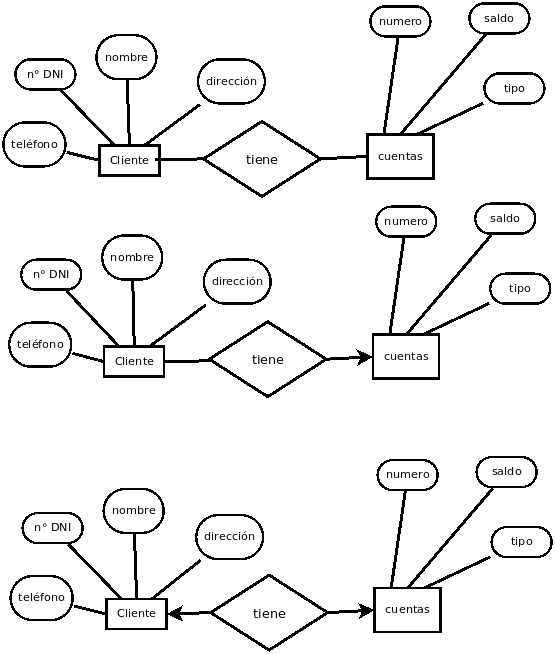 numero
saldo
nombre
n° DNI
dirección
tipo
teléfono
Cliente
tiene
cuentas
numero
saldo
nombre
n° DNI
dirección
tipo
teléfono
Cliente
tiene
cuentas
numero
saldo
nombre
n° DNI
dirección
tipo
teléfono
Cliente
tiene
cuentas